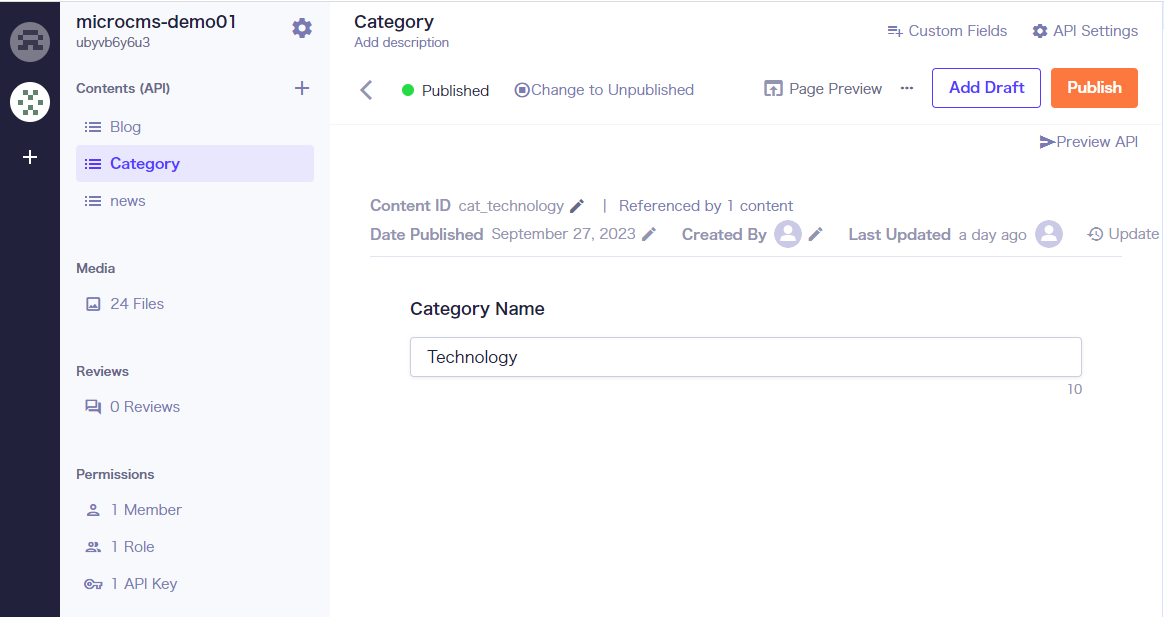 microcms-demo01
ubyvb6y6u3
Contents (API)
Blog
Category
news
Media
24 Files
Reviews
0 Reviews
Permissions
1 Member
1 Role
1 API Key
Category
Add description
Custom Fields
API Settings
Published
Change to Unpublished
Page Preview
Add Draft
Publish
Preview API
Content ID cat_technology | Referenced by 1 content
Date Published September 27, 2023 Created By Last Updated a day ago Update
Category Name
Technology
10